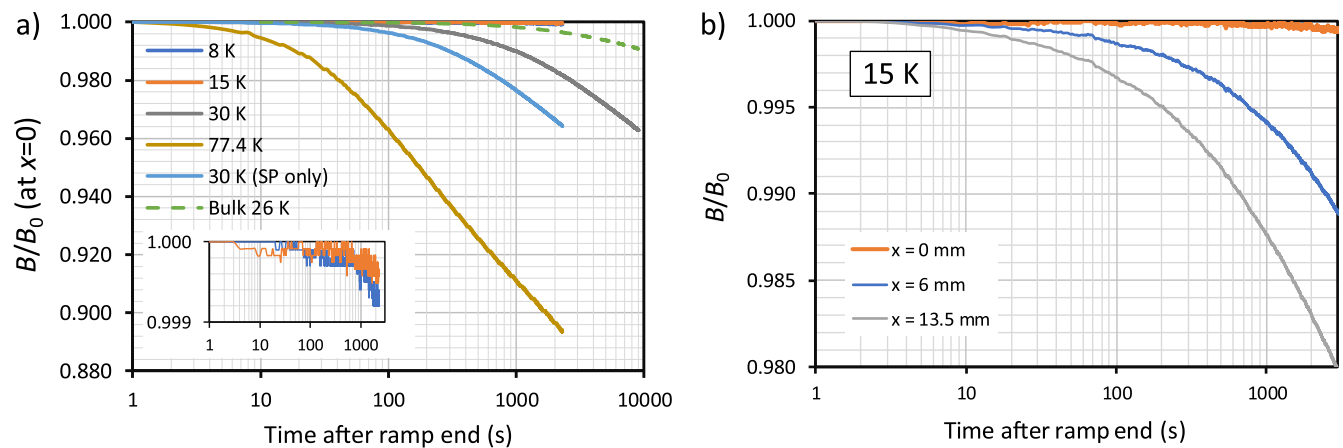 a)
B/B0 (at x=0)
1.000
0.980
0.960
0.940
0.920
0.900
0.880
8 K
15 K
30 K
77.4 K
30 K (SP only)
Bulk 26 K
1.000
0.999
1 10 100 1000
1 10 100 1000 10000
Time after ramp end (s)
b)
B/B0
1.000
0.995
0.990
0.985
0.980
15 K
x = 0 mm
x = 6 mm
x = 13.5 mm
1 10 100 1000
Time after ramp end (s)